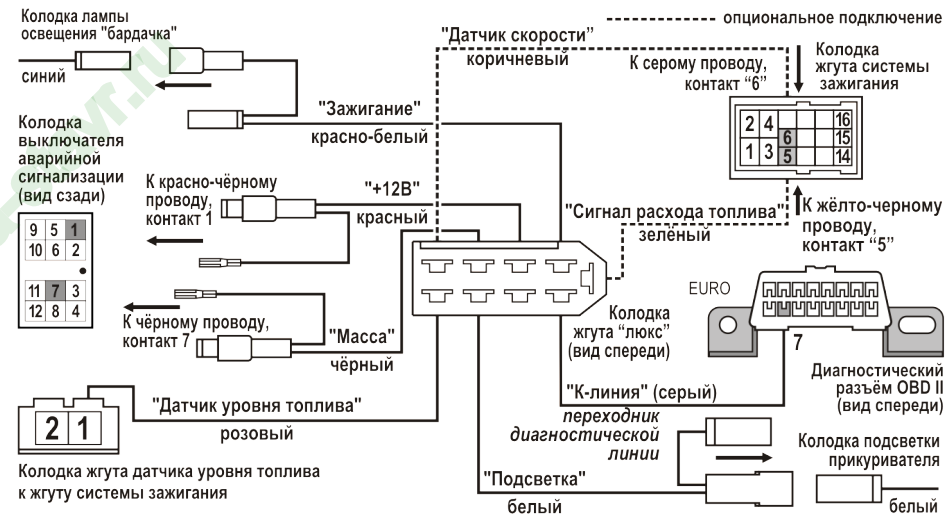 Колодка лампы
освещения "бардачка"
синий
опциональное подключение
"Датчик скорости"
коричневый
К серому проводу,
контакт "6"
Колодка
жгута системы
зажигания
"Зажигание"
красно-белый
2 4 16
6 15
1 3 5 14
Колодка
выключателя
аварийной
сигнализации
(вид сзади)
К красно-чёрному
проводу,
контакт 1
"+12В"
красный
"Сигнал расхода топлива"
зелёный
К жёлто-черному
проводу,
контакт "5"
9 5 1
10 6 2
11 7 3
12 8 4
К чёрному проводу,
контакт 7
"Масса"
чёрный
Колодка
жгута "люкс"
(вид спереди)
EURO
7
Диагностический
разъём OBD II
(вид спереди)
"Датчик уровня топлива"
розовый
2 1
Колодка жгута датчика уровня топлива
к жгуту системы зажигания
"К-линия" (серый)
переходник
диагностической
линии
"Подсветка"
белый
Колодка подсветки
прикуривателя
белый